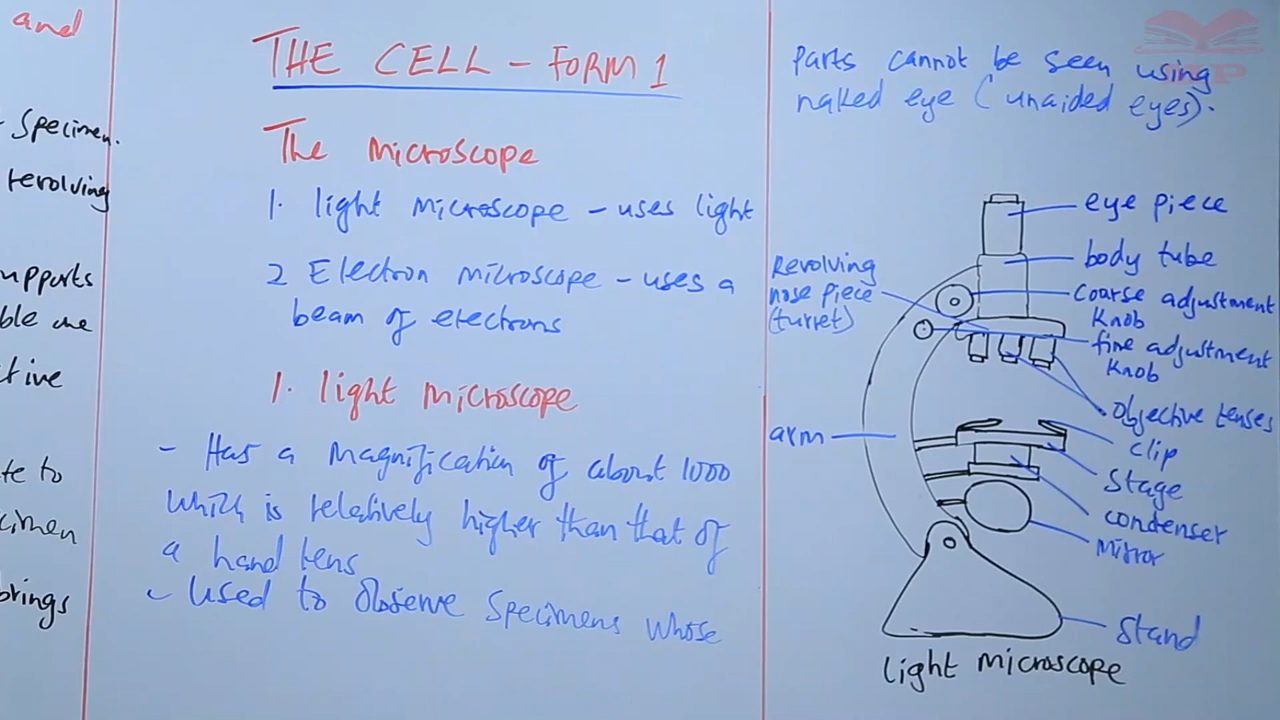 and
- Specimen.
revolving
supports
ble one
tive
te to
cimen
brings
THE CELL - FORM 1
The Microscope
1. light microscope - uses light
2 Electron microscope - uses a
beam of electrons
1. light microscope
- Has a magnification of about 1000
which is relatively higher than that of
a hand lens
- Used to observe specimens whose
parts cannot be seen using
naked eye (unaided eyes).
eye piece
body tube
Revolving
nose piece
(turret)
coarse adjustment
knob
fine adjustment
knob
objective lenses
clip
arm
stage
condenser
mirror
stand
light microscope